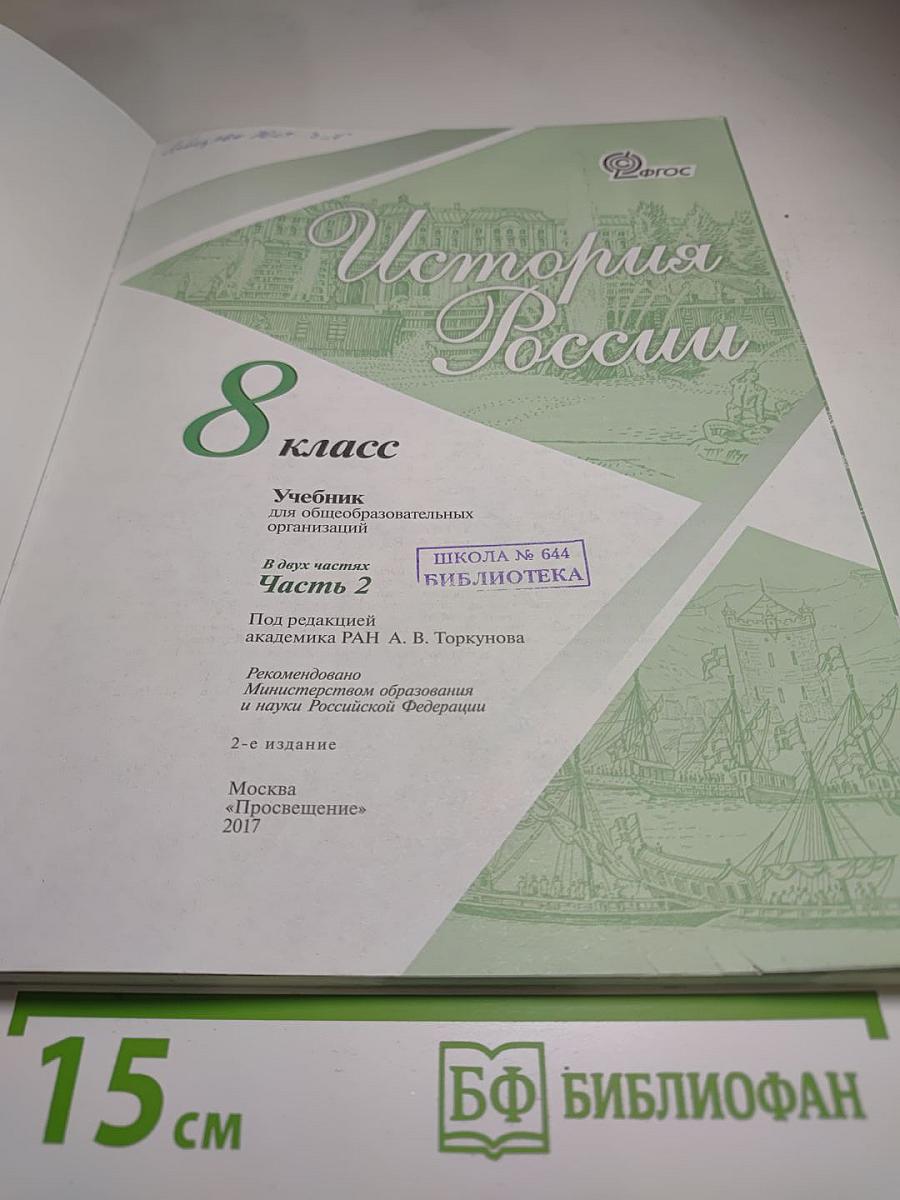 ФГОС
История
России
8 класс
Учебник
для общеобразовательных
организаций
В двух частях
Часть 2
ШКОЛА № 644
БИБЛИОТЕКА
Под редакцией
академика РАН А. В. Торкунова
Рекомендовано
Министерством образования
и науки Российской Федерации
2-е издание
Москва
«Просвещение»
2017
15 см
БФ БИБЛИОФАН